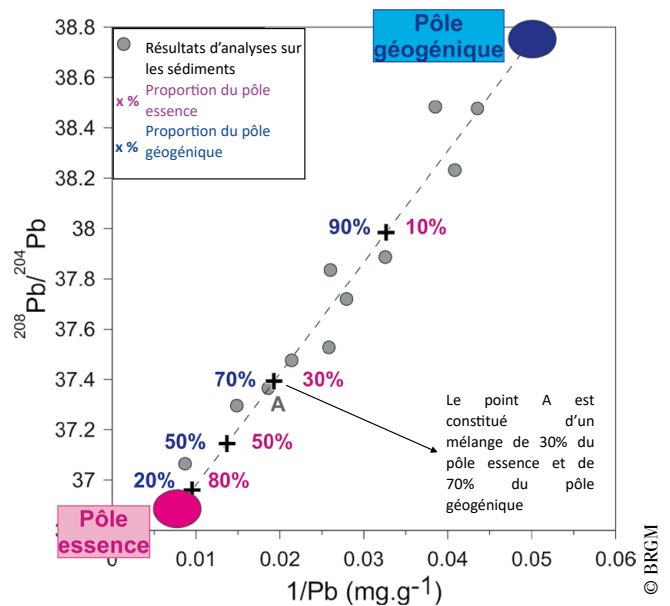 Pôle
géogénique
Résultats d'analyses sur
les sédiments
x % Proportion du pôle
essence
x % Proportion du pôle
géogénique
38.8
38.6
38.4
38.2
38
37.8
37.6
37.4
37.2
37
208Pb/204Pb
90% 10%
70% 30%
A
50% 50%
20% 80%
Le point A est
constitué d'un
mélange de 30% du
pôle essence et de
70% du pôle
géogénique
Pôle
essence
0.01 0.02 0.03 0.04 0.05 0.06
1/Pb (mg.g-1)
© BRGM